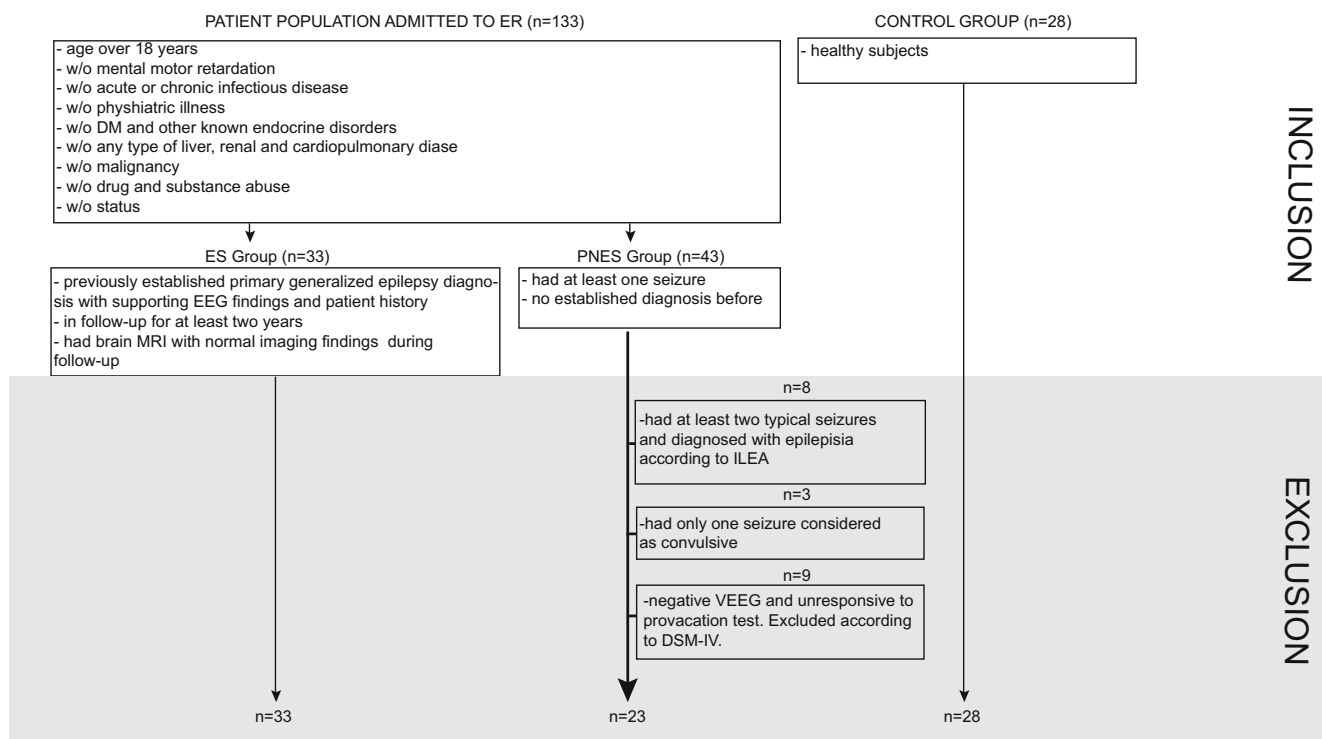 PATIENT POPULATION ADMITTED TO ER (n=133)
- age over 18 years
- w/o mental motor retardation
- w/o acute or chronic infectious disease
- w/o physhiatric illness
- w/o DM and other known endocrine disorders
- w/o any type of liver, renal and cardiopulmonary diase
- w/o malignancy
- w/o drug and substance abuse
- w/o status
CONTROL GROUP (n=28)
- healthy subjects
INCLUSION
ES Group (n=33)
- previously established primary generalized epilepsy diagno-
sis with supporting EEG findings and patient history
- in follow-up for at least two years
- had brain MRI with normal imaging findings during
follow-up
PNES Group (n=43)
- had at least one seizure
- no established diagnosis before
n=8
-had at least two typical seizures
and diagnosed with epilepisia
according to ILEA
n=3
-had only one seizure considered
as convulsive
n=9
-negative VEEG and unresponsive to
provacation test. Excluded according
to DSM-IV.
EXCLUSION
n=33
n=23
n=28